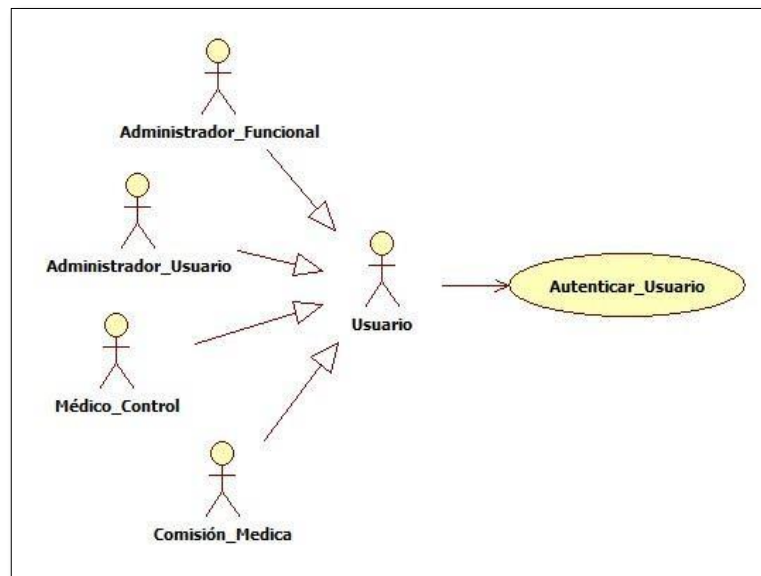 Administrador_Funcional
Administrador_Usuario
Usuario
Autenticar_Usuario
Médico_Control
Comisión_Medica